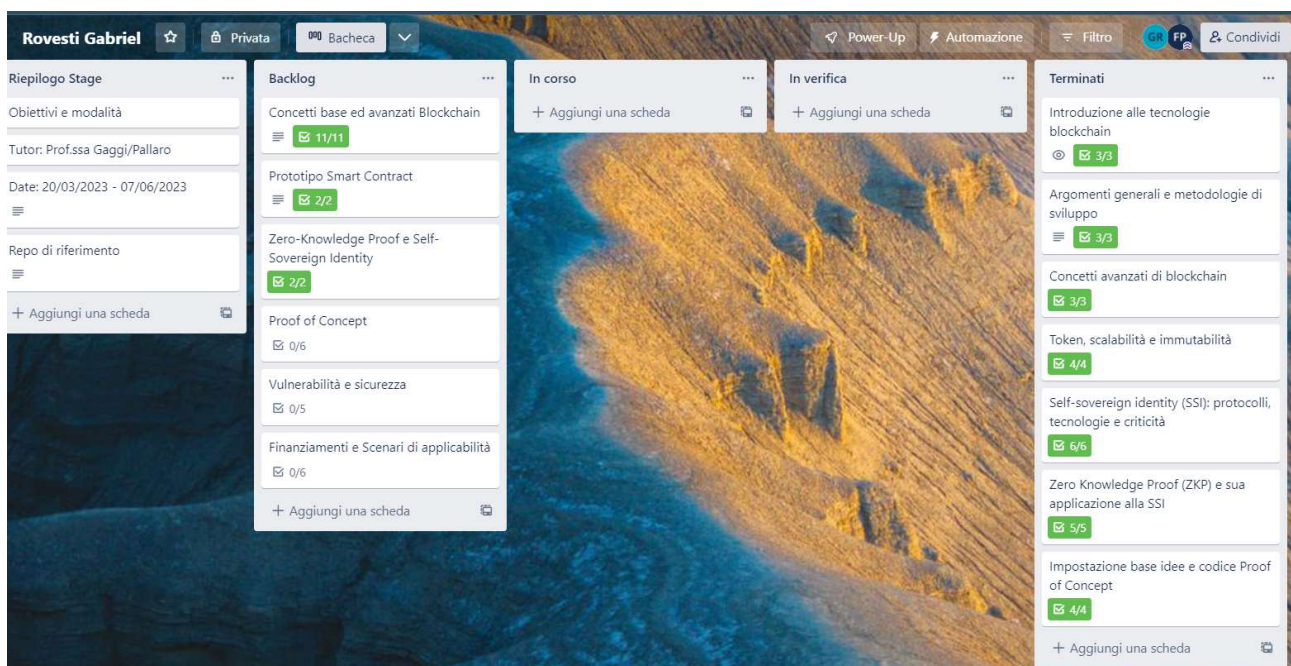 Rovesti Gabriel
Privata
Bacheca
Power-Up
Automazione
Filtro
GR
FP
Condividi
Riepilogo Stage
Obiettivi e modalità
Tutor: Prof.ssa Gaggi/Pallaro
Date: 20/03/2023 - 07/06/2023
Repo di riferimento
+ Aggiungi una scheda
Backlog
Concetti base ed avanzati Blockchain
11/11
Prototipo Smart Contract
2/2
Zero-Knowledge Proof e Self-
Sovereign Identity
2/2
Proof of Concept
0/6
Vulnerabilità e sicurezza
0/5
Finanziamenti e Scenari di applicabilità
0/6
+ Aggiungi una scheda
In corso
+ Aggiungi una scheda
In verifica
+ Aggiungi una scheda
Terminati
Introduzione alle tecnologie
blockchain
3/3
Argomenti generali e metodologie di
sviluppo
3/3
Concetti avanzati di blockchain
3/3
Token, scalabilità e immutabilità
4/4
Self-sovereign identity (SSI): protocolli,
tecnologie e criticità
6/6
Zero Knowledge Proof (ZKP) e sua
applicazione alla SSI
5/5
Impostazione base idee e codice Proof
of Concept
4/4
+ Aggiungi una scheda